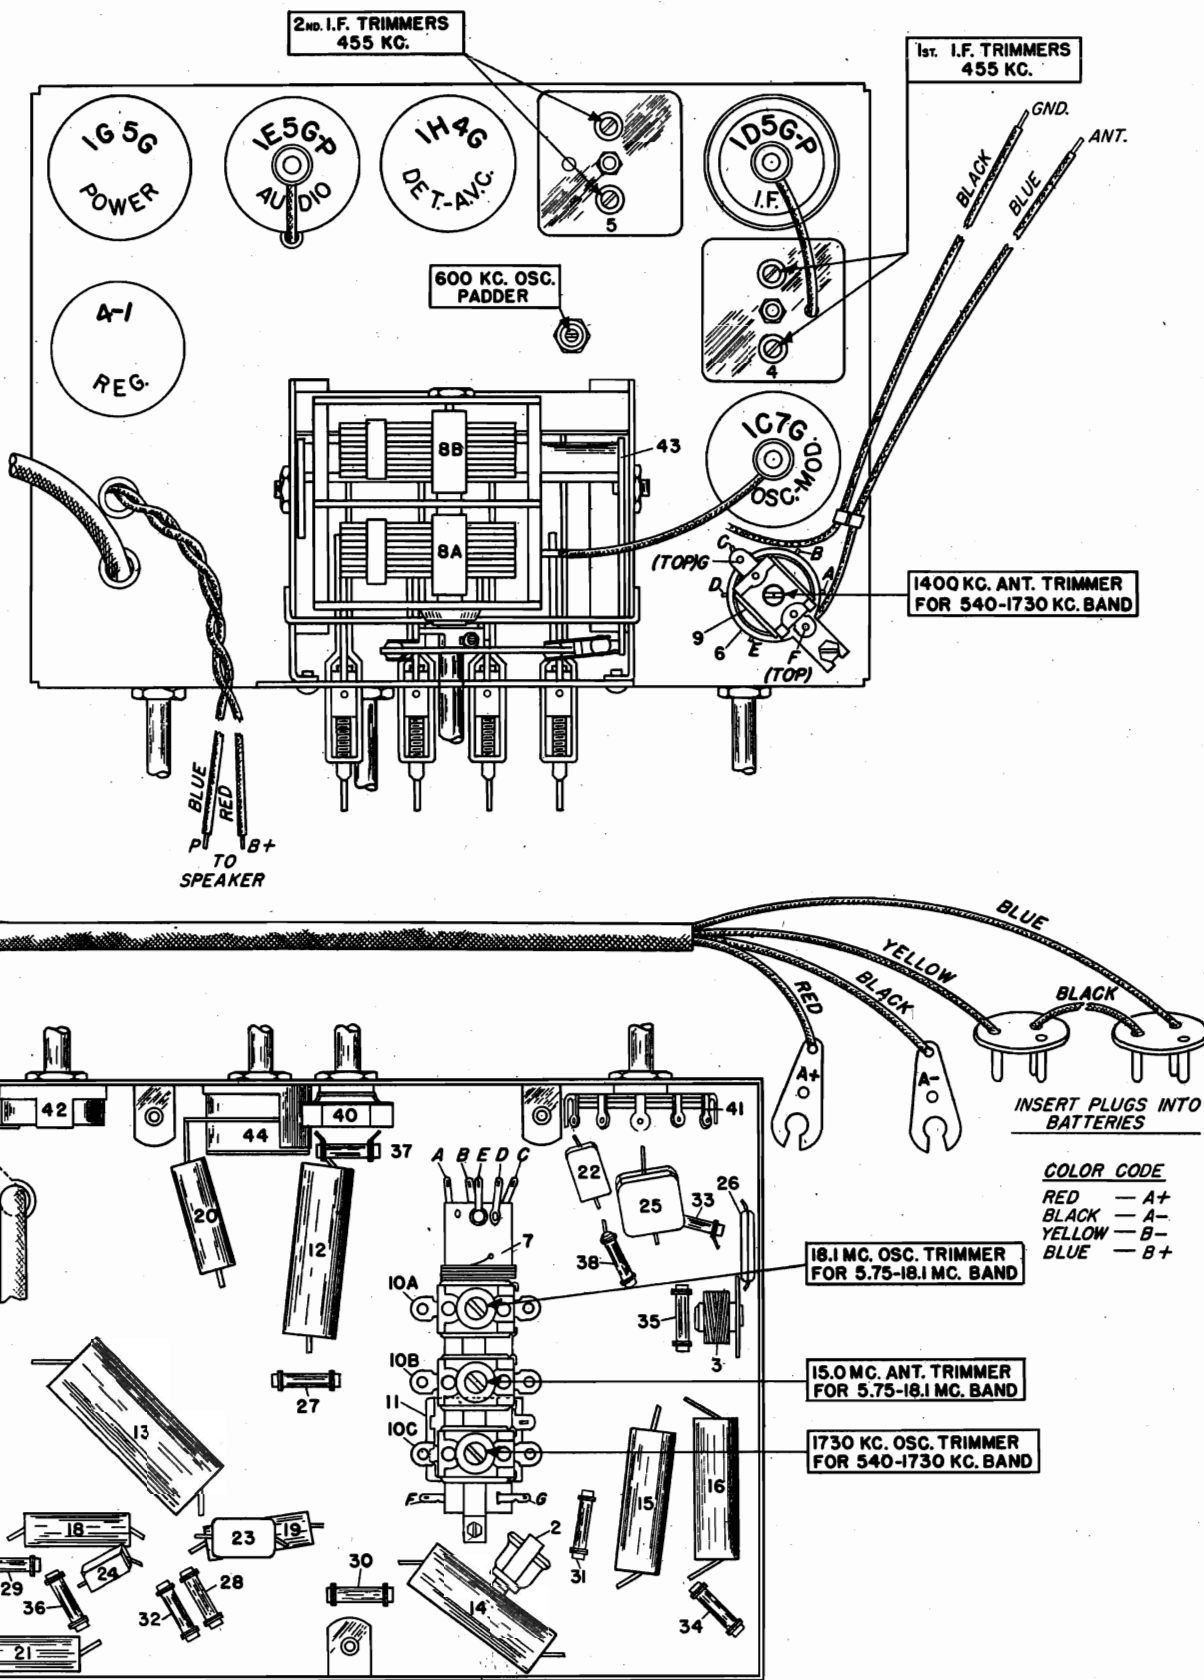 2ND. I.F. TRIMMERS
455 KC.
1ST. I.F. TRIMMERS
455 KC.
1G5G
POWER
1E5G-P
AUDIO
1H4G
DET.-A.V.C.
5
1D5G-P
I.F.
GND.
ANT.
BLACK
BLUE
600 KC. OSC.
PADDER
4
A-1
REG.
8B
43
8A
1C7G
OSC.-MOD.
C
B
(TOP)G
A
D
9
6
E
F
(TOP)
1400 KC. ANT. TRIMMER
FOR 540-1730 KC. BAND
BLUE
RED
P
B+
TO
SPEAKER
BLUE
YELLOW
BLACK
RED
BLACK
A+
A-
INSERT PLUGS INTO
BATTERIES
COLOR CODE
RED — A+
BLACK — A-
YELLOW — B-
BLUE — B+
42
44
40
37
41
A B E D C
22
25
33
26
20
12
7
38
18.1 MC. OSC. TRIMMER
FOR 5.75-18.1 MC. BAND
10A
35
3
10B
15.0 MC. ANT. TRIMMER
FOR 5.75-18.1 MC. BAND
27
11
13
10C
1730 KC. OSC. TRIMMER
FOR 540-1730 KC. BAND
15
16
F
G
18
23
19
2
24
29
36
32
28
30
31
14
34
21